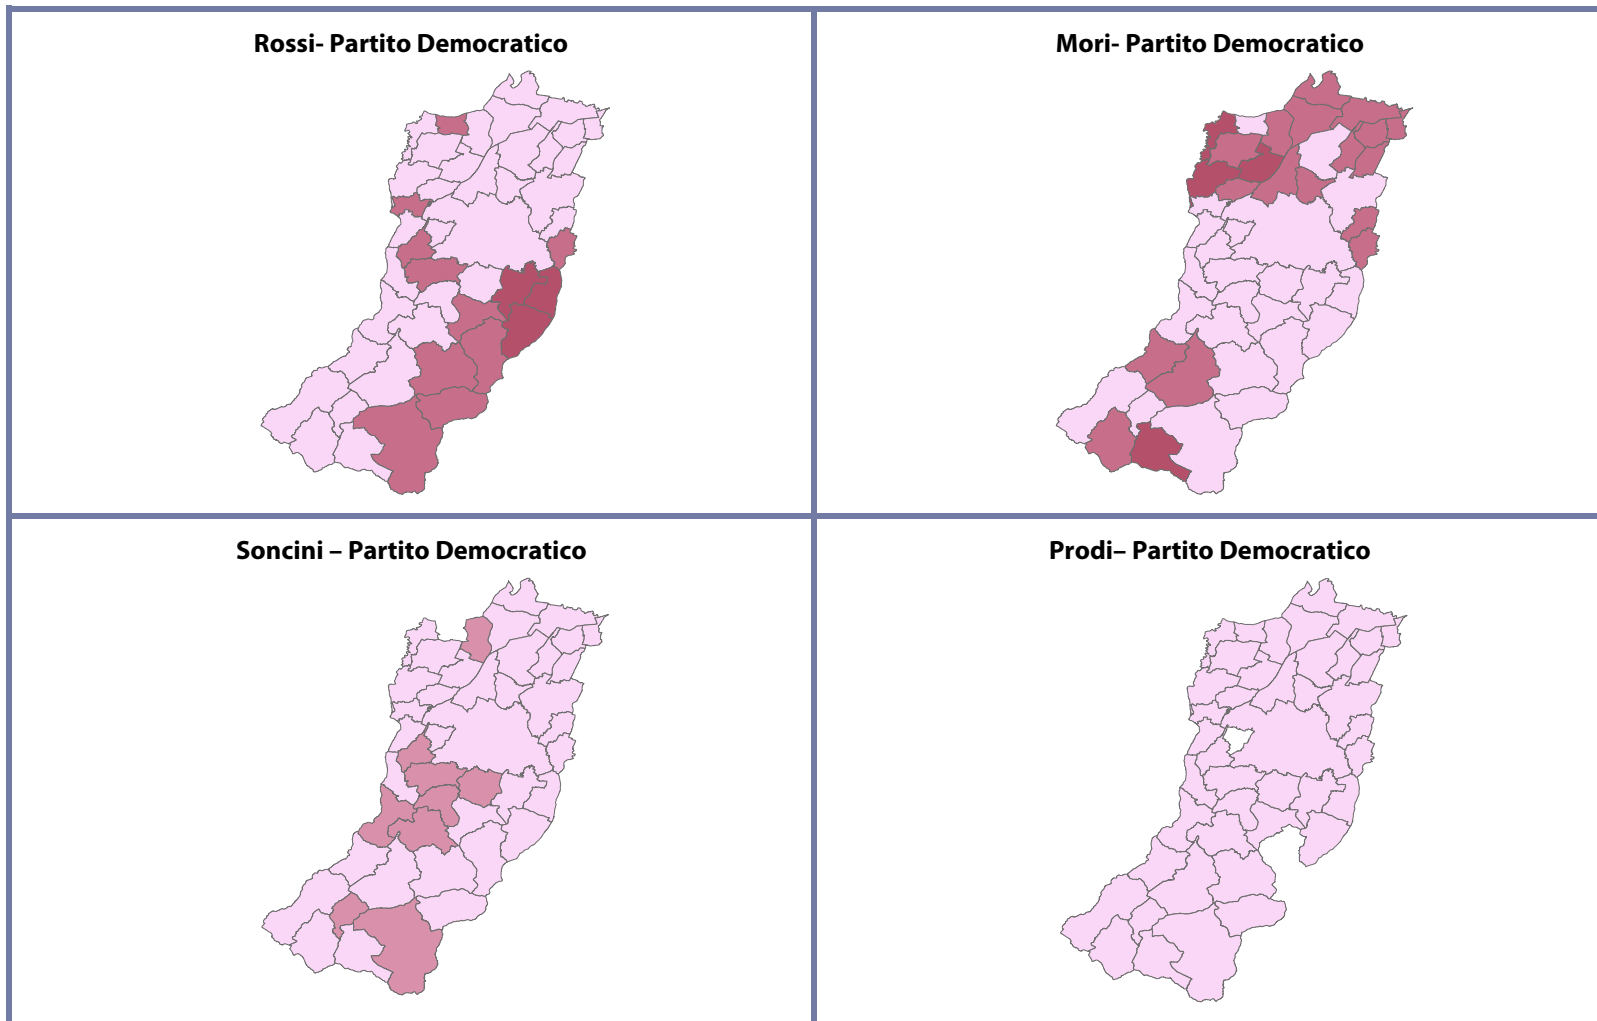 Rossi- Partito Democratico
Mori- Partito Democratico
Soncini – Partito Democratico
Prodi– Partito Democratico